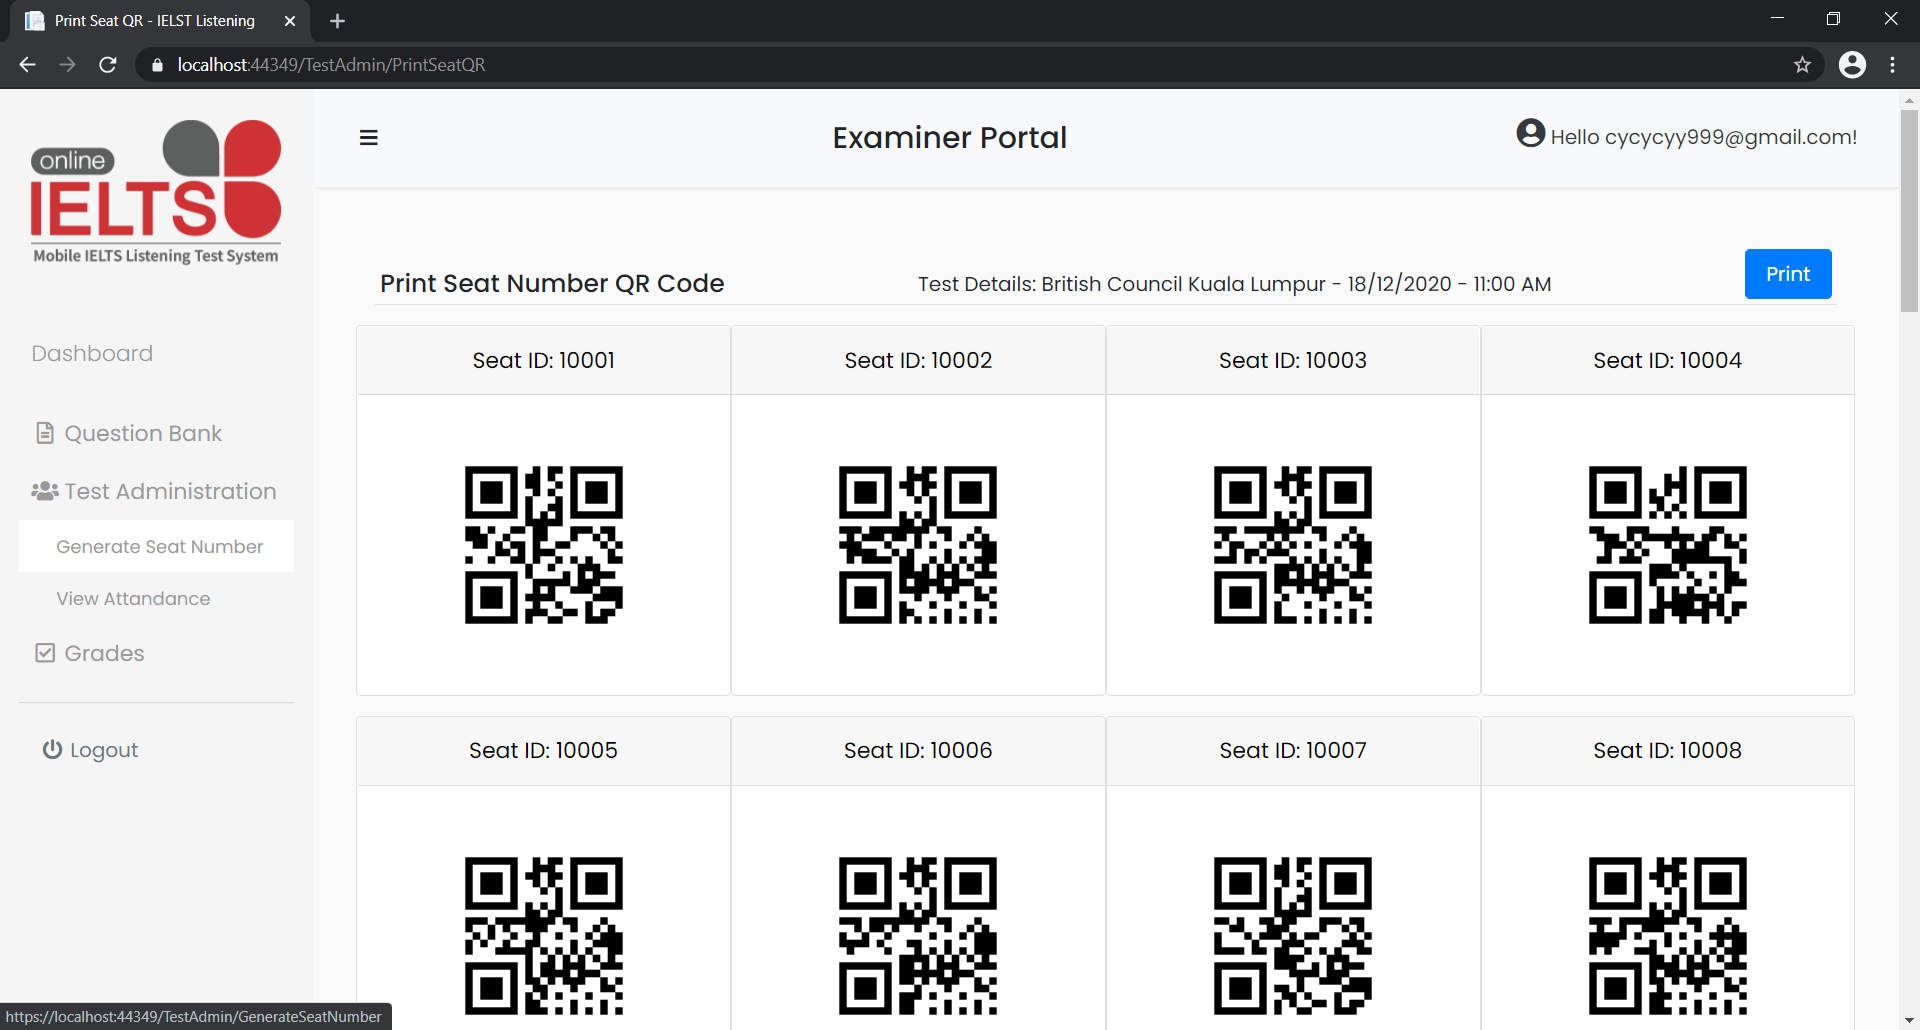 Print Seat QR - IELST Listening
localhost:44349/TestAdmin/PrintSeatQR
online
IELTS
Mobile IELTS Listening Test System
Examiner Portal
Hello cycycyy999@gmail.com!
Dashboard
Question Bank
Test Administration
Generate Seat Number
View Attandance
Grades
Logout
Print Seat Number QR Code
Test Details: British Council Kuala Lumpur - 18/12/2020 - 11:00 AM
Print
Seat ID: 10001
Seat ID: 10002
Seat ID: 10003
Seat ID: 10004
Seat ID: 10005
Seat ID: 10006
Seat ID: 10007
Seat ID: 10008
https://localhost:44349/TestAdmin/GenerateSeatNumber